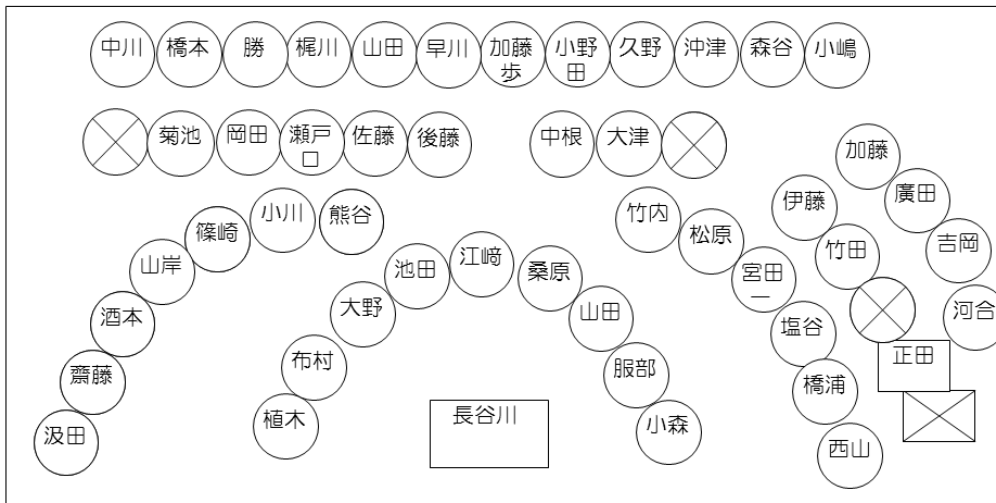 中川
橋本
勝
梶川
山田
早川
加藤
歩
小野
田
久野
沖津
森谷
小嶋
菊池
岡田
瀬戸
口
佐藤
後藤
中根
大津
加藤
廣田
吉岡
河合
伊藤
竹田
正田
熊谷
小川
篠崎
山岸
酒本
齋藤
汲田
竹内
松原
宮田
一
塩谷
橋浦
西山
植木
布村
大野
池田
江﨑
桑原
山田
服部
小森
長谷川